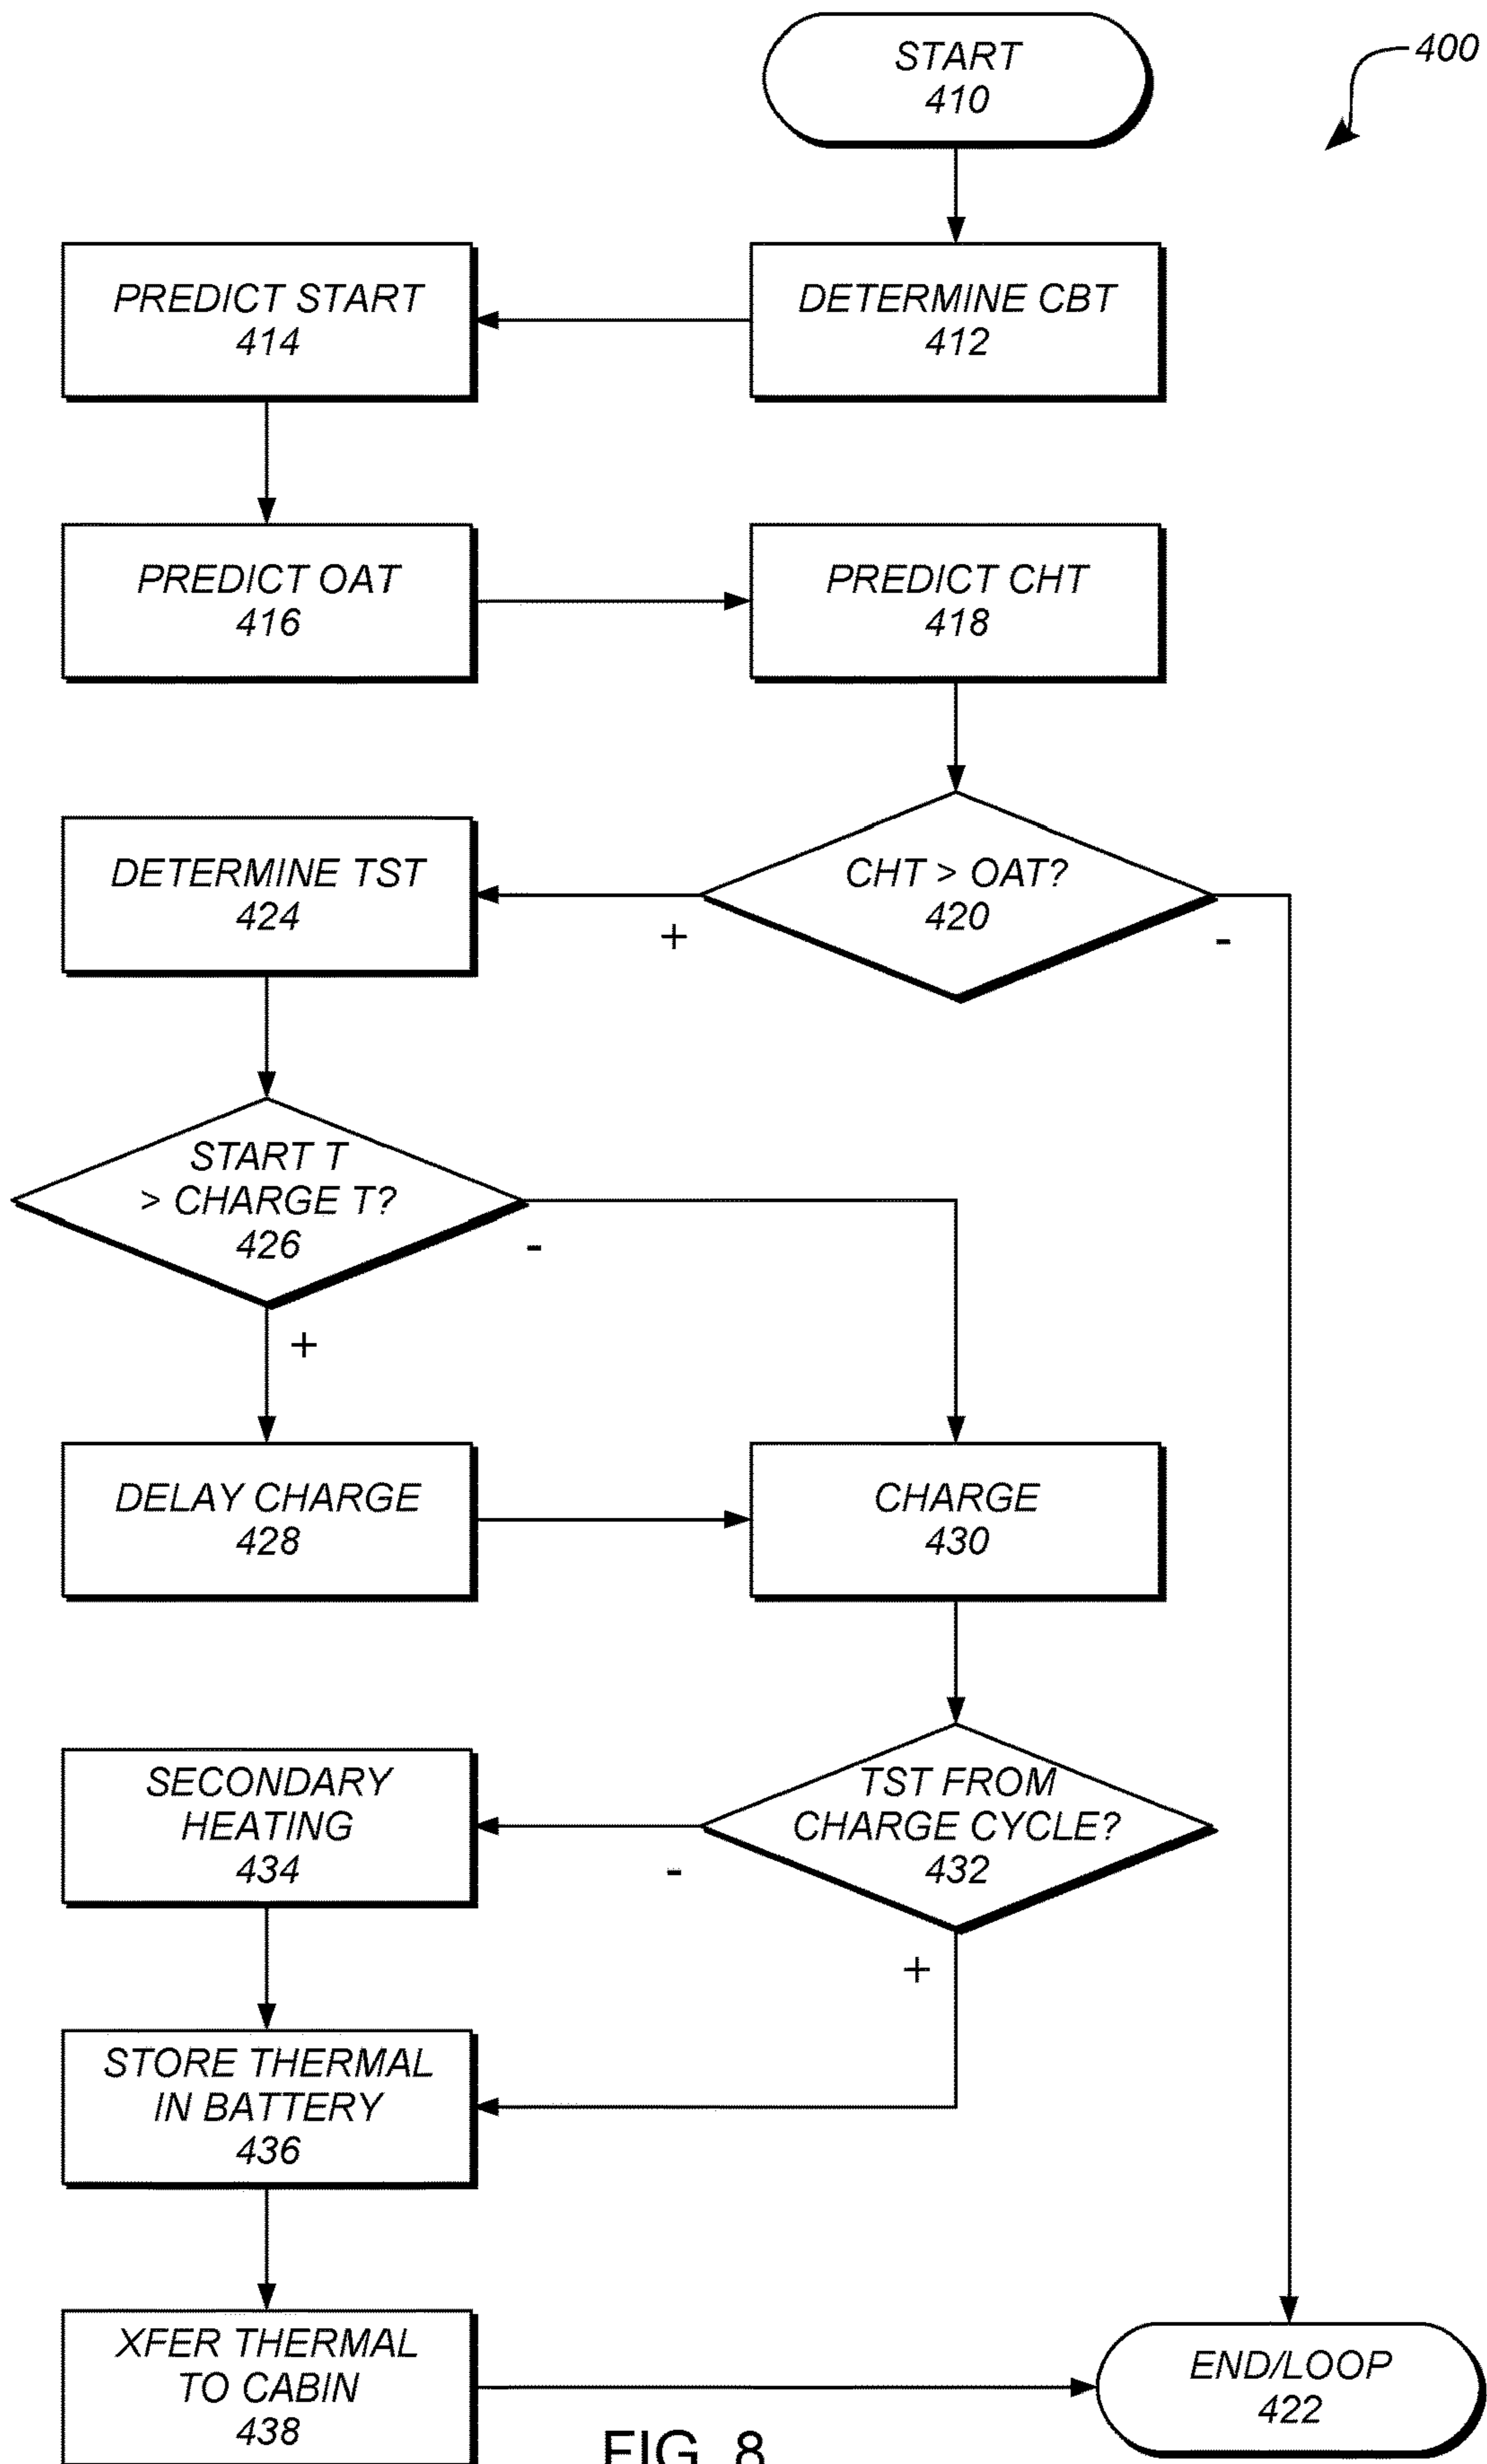 START
410
400
PREDICT START
414
DETERMINE CBT
412
PREDICT OAT
416
PREDICT CHT
418
DETERMINE TST
424
CHT > OAT?
420
+
-
START T
> CHARGE T?
426
-
+
DELAY CHARGE
428
CHARGE
430
SECONDARY
HEATING
434
TST FROM
CHARGE CYCLE?
432
-
+
STORE THERMAL
IN BATTERY
436
XFER THERMAL
TO CABIN
438
END/LOOP
422
FIG. 8